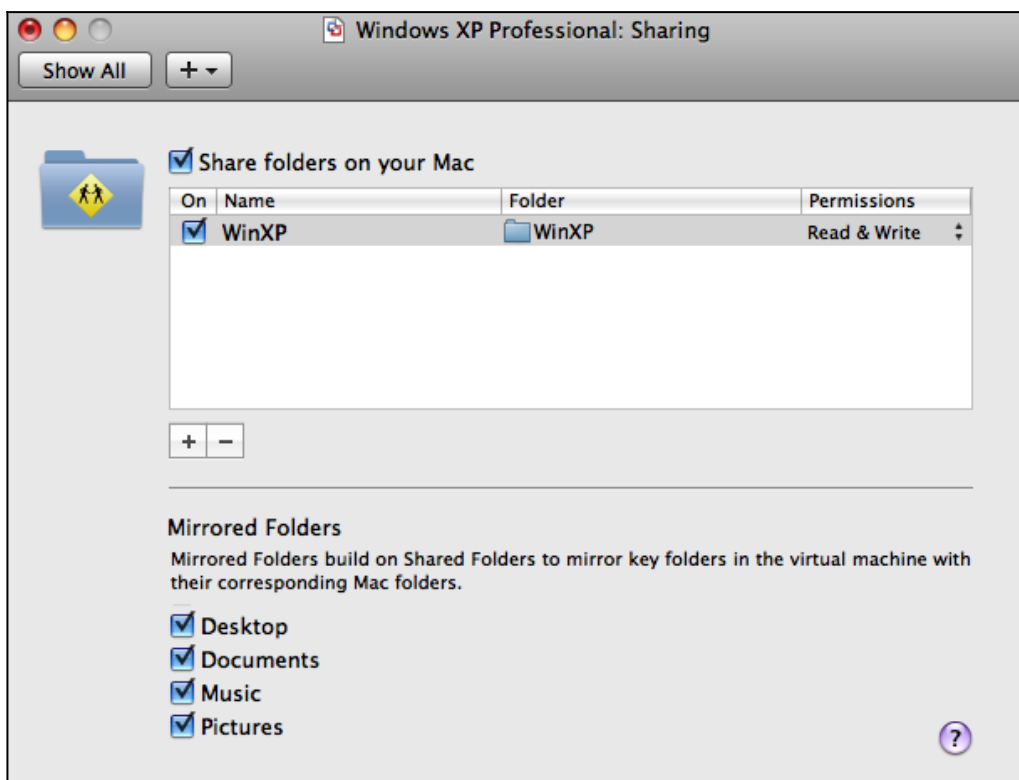 Windows XP Professional: Sharing
Show All
Share folders on your Mac
On Name Folder Permissions
WinXP WinXP Read & Write
Mirrored Folders
Mirrored Folders build on Shared Folders to mirror key folders in the virtual machine with
their corresponding Mac folders.
Desktop
Documents
Music
Pictures
?